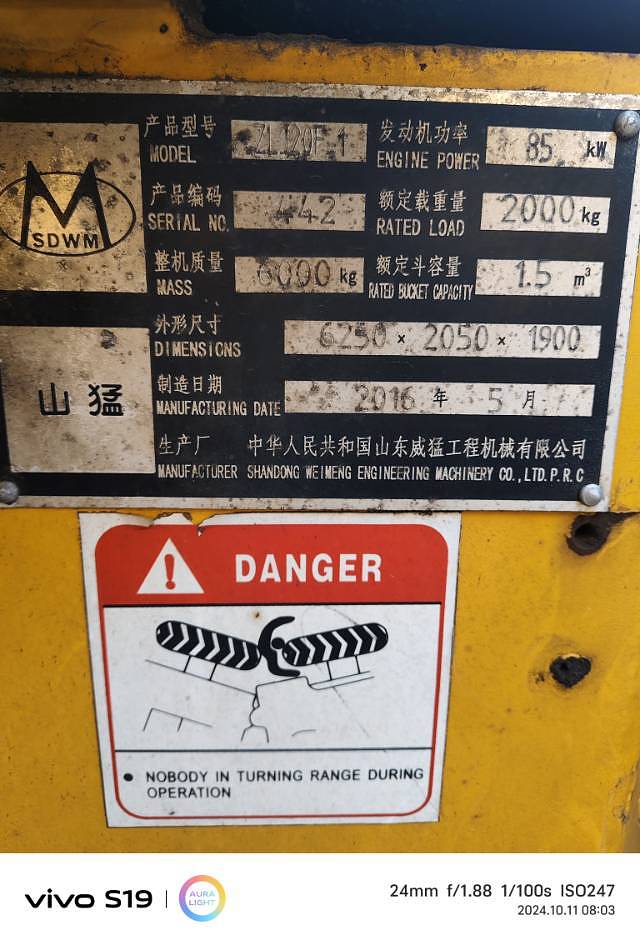 产品型号
MODEL ZL120F-1
发动机功率
ENGINE POWER 85 kW
产品编码
SERIAL NO. 442
额定载重量
RATED LOAD 2000 kg
整机质量
MASS 6000 kg
额定斗容量
RATED BUCKET CAPACITY 1.5 m³
外形尺寸
DIMENSIONS 6250 × 2050 × 1900
制造日期
MANUFACTURING DATE 2016 年 5 月
生产厂 中华人民共和国山东威猛工程机械有限公司
MANUFACTURER SHANDONG WEIMENG ENGINEERING MACHINERY CO.,LTD.P.R.C
SDWM
山猛
DANGER
• NOBODY IN TURNING RANGE DURING
OPERATION
vivo S19
AURA
LIGHT
24mm f/1.88 1/100s ISO247
2024.10.11 08:03